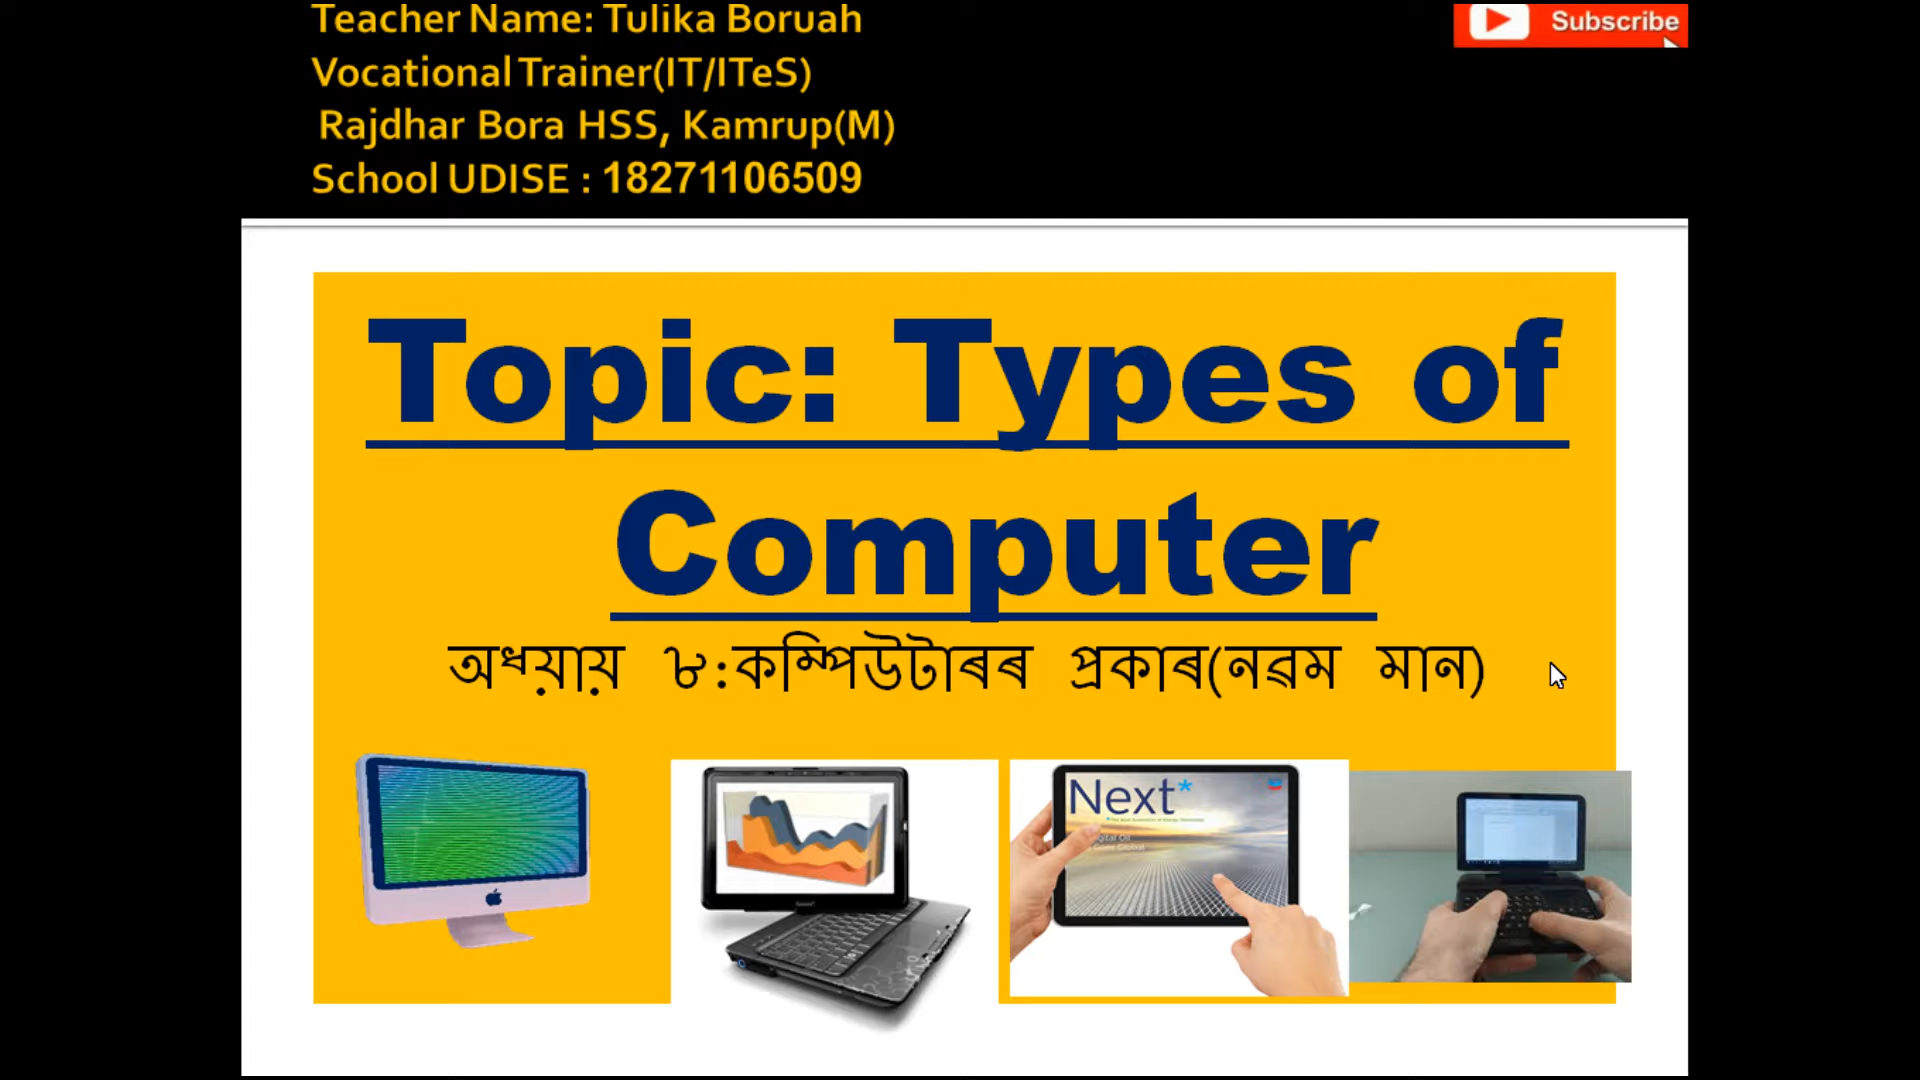 Teacher Name: Tulika Boruah
Subscribe
Vocational Trainer(IT/ITeS)
Rajdhar Bora HSS, Kamrup(M)
School UDISE : 18271106509
Topic: Types of
Computer
অধ্য়ায় ৮:কম্পিউটাৰৰ প্ৰকাৰ(নৱম মান)
Next*